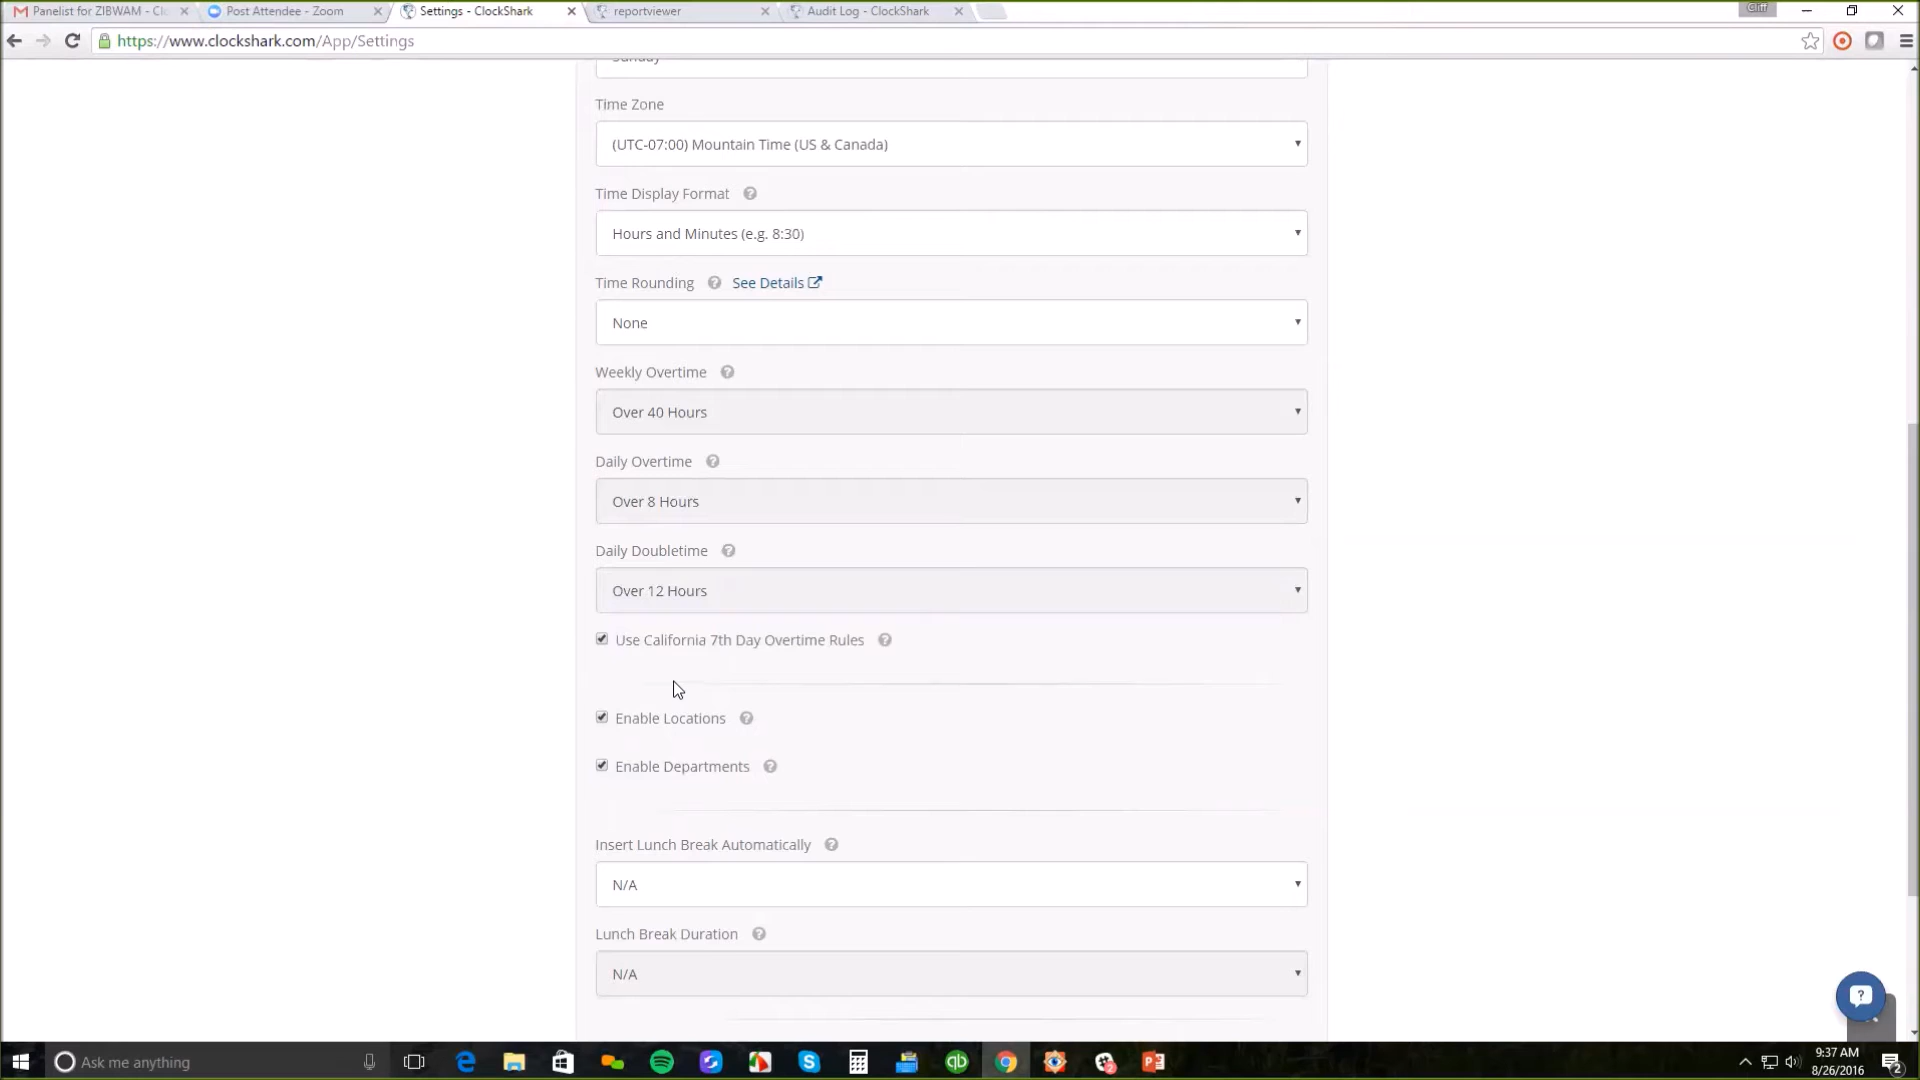 Panelist for ZIBWAM - Cl
Post Attendee - Zoom
Settings - ClockShark
reportviewer
Audit Log - ClockShark
Cliff
https://www.clockshark.com/App/Settings
Sunday
Time Zone
(UTC-07:00) Mountain Time (US & Canada)
Time Display Format
Hours and Minutes (e.g. 8:30)
Time Rounding See Details
None
Weekly Overtime
Over 40 Hours
Daily Overtime
Over 8 Hours
Daily Doubletime
Over 12 Hours
Use California 7th Day Overtime Rules
Enable Locations
Enable Departments
Insert Lunch Break Automatically
N/A
Lunch Break Duration
N/A
Ask me anything
9:37 AM
8/26/2016